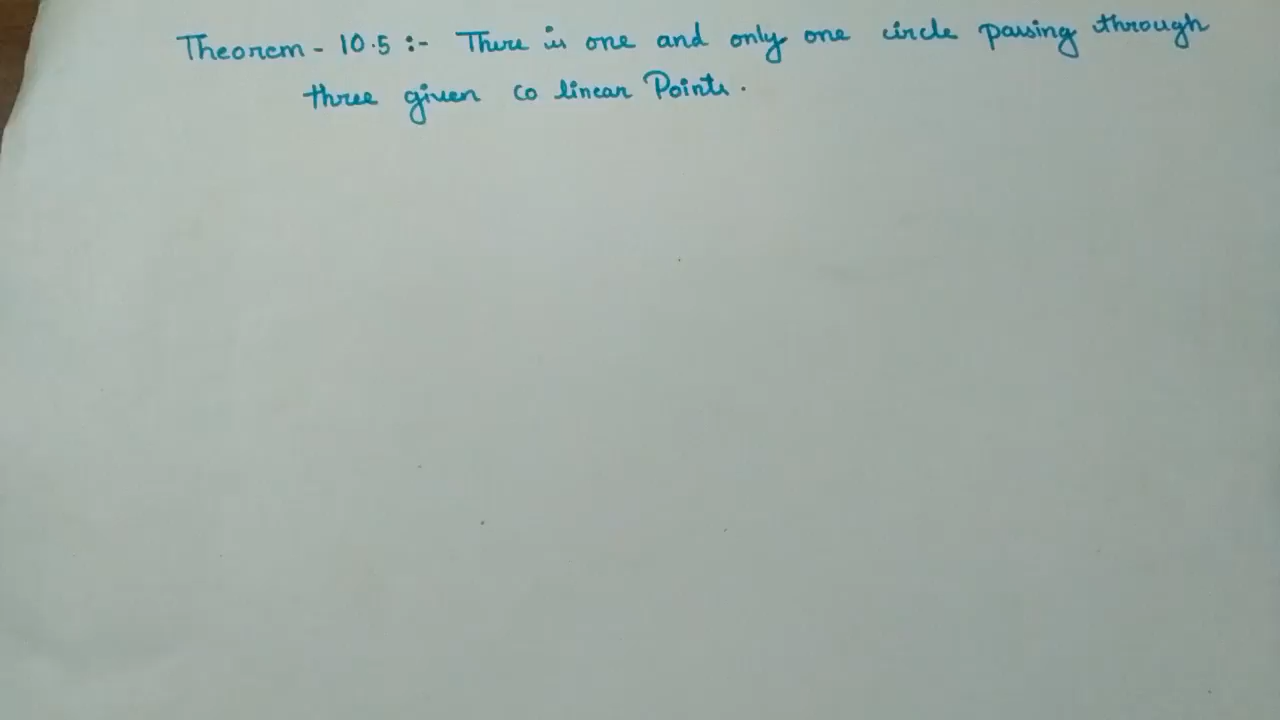 Theorem - 10.5 :- There is one and only one circle passing through
three given co linear Points.